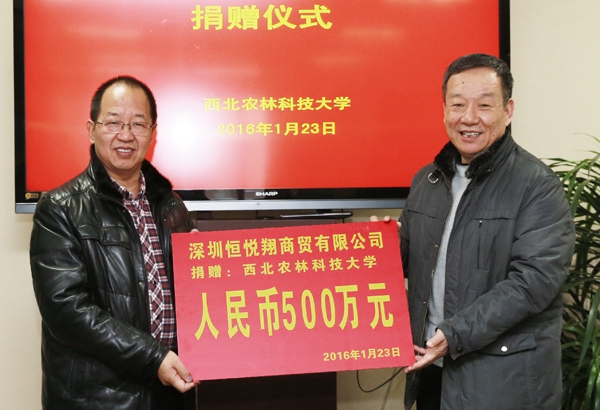 捐赠仪式
西北农林科技大学
2016年1月23日
SHARP
深圳恒悦翔商贸有限公司
捐赠：西北农林科技大学
人民币500万元
2016年1月23日